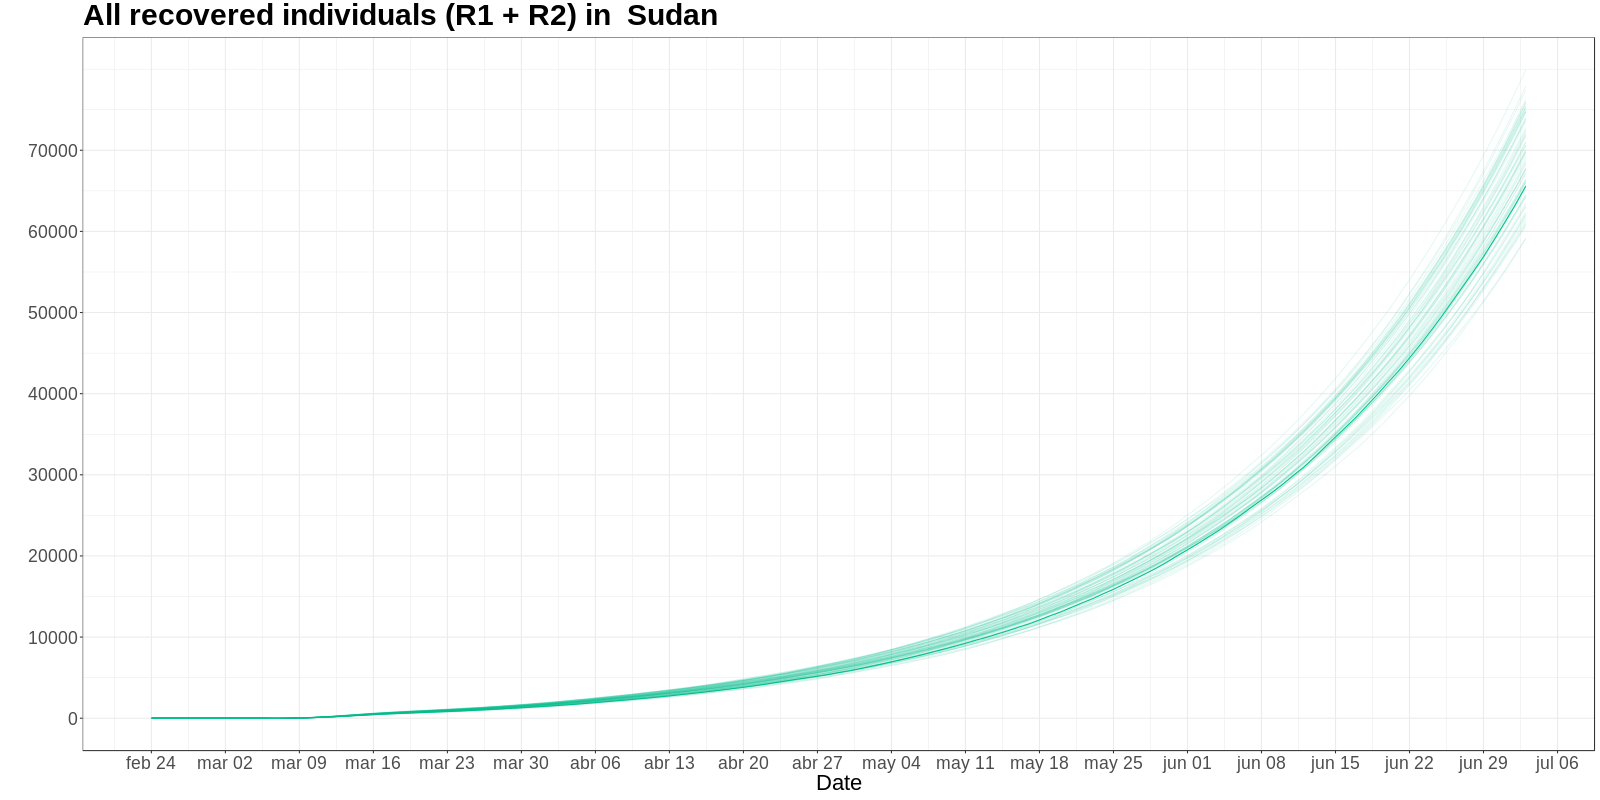 All recovered individuals (R1 + R2) in  Sudan
70000
60000
50000
40000
30000
20000
10000
0
feb 24 mar 02 mar 09 mar 16 mar 23 mar 30 abr 06 abr 13 abr 20 abr 27 may 04 may 11 may 18 may 25 jun 01 jun 08 jun 15 jun 22 jun 29 jul 06
Date